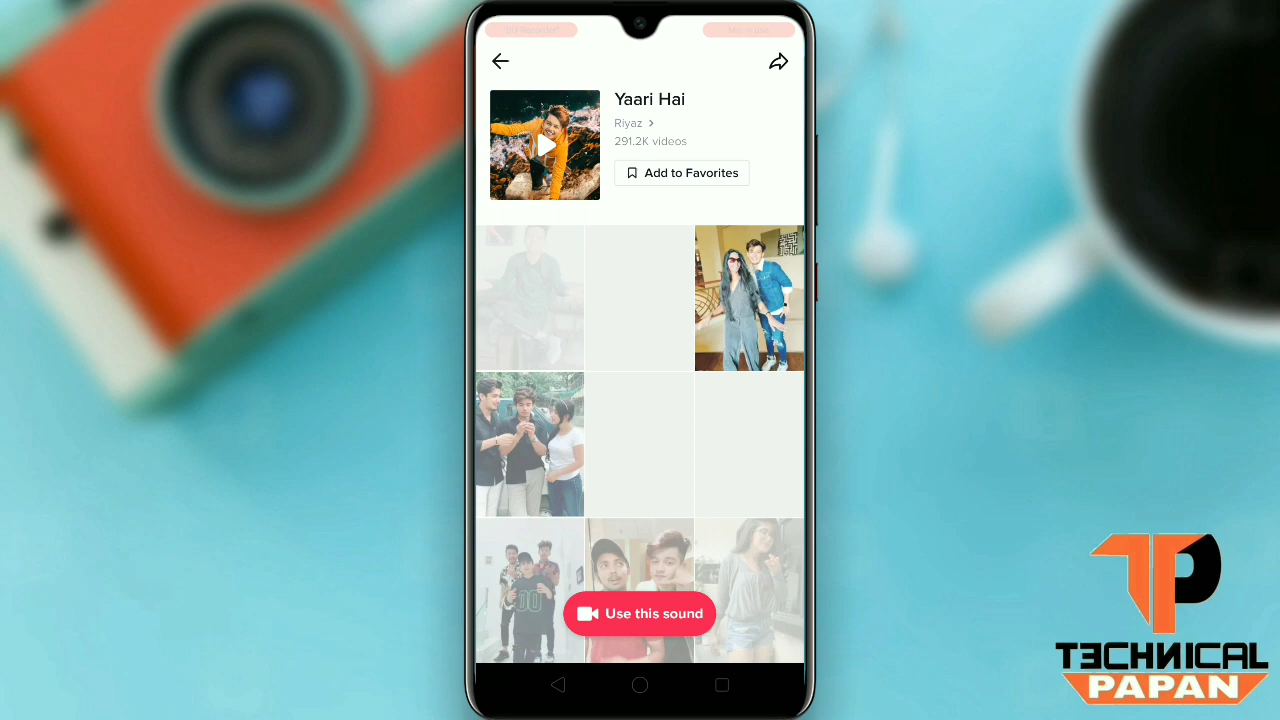 Yaari Hai
Riyaz >
291.2K videos
Add to Favorites
Use this sound
TECHNICAL
PAPAN